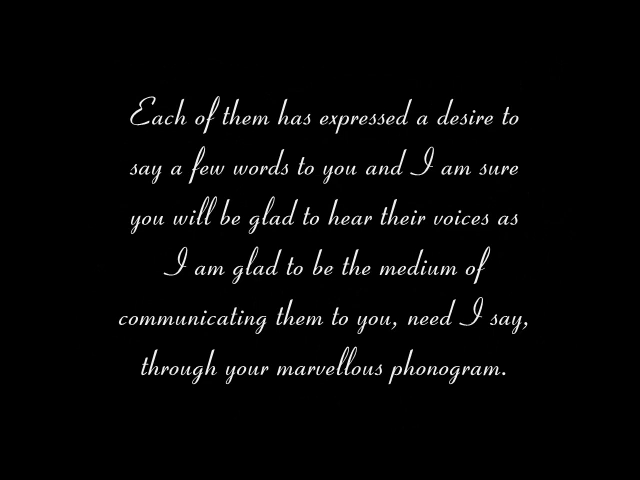 Each of them has expressed a desire to
say a few words to you and I am sure
you will be glad to hear their voices as
I am glad to be the medium of
communicating them to you, need I say,
through your marvellous phonogram.